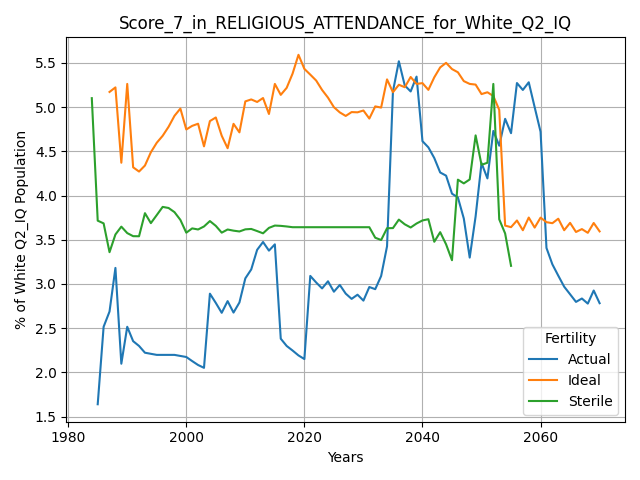 Score_7_in_RELIGIOUS_ATTENDANCE_for_White_Q2_IQ
% of White Q2_IQ Population
5.5
5.0
4.5
4.0
3.5
3.0
2.5
2.0
1.5
1980
2000
2020
2040
2060
Years
Fertility
Actual
Ideal
Sterile